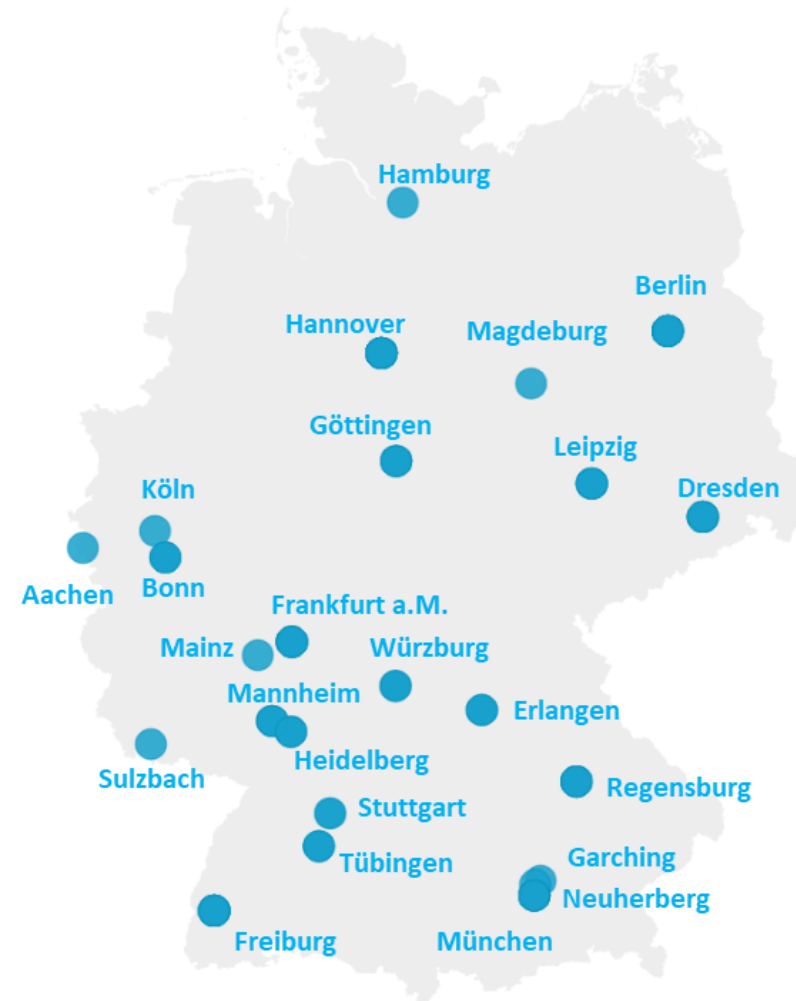 Hamburg
Berlin
Hannover
Magdeburg
Göttingen
Leipzig
Köln
Dresden
Aachen
Bonn
Frankfurt a.M.
Mainz
Würzburg
Mannheim
Erlangen
Heidelberg
Sulzbach
Regensburg
Stuttgart
Tübingen
Garching
Neuherberg
Freiburg
München